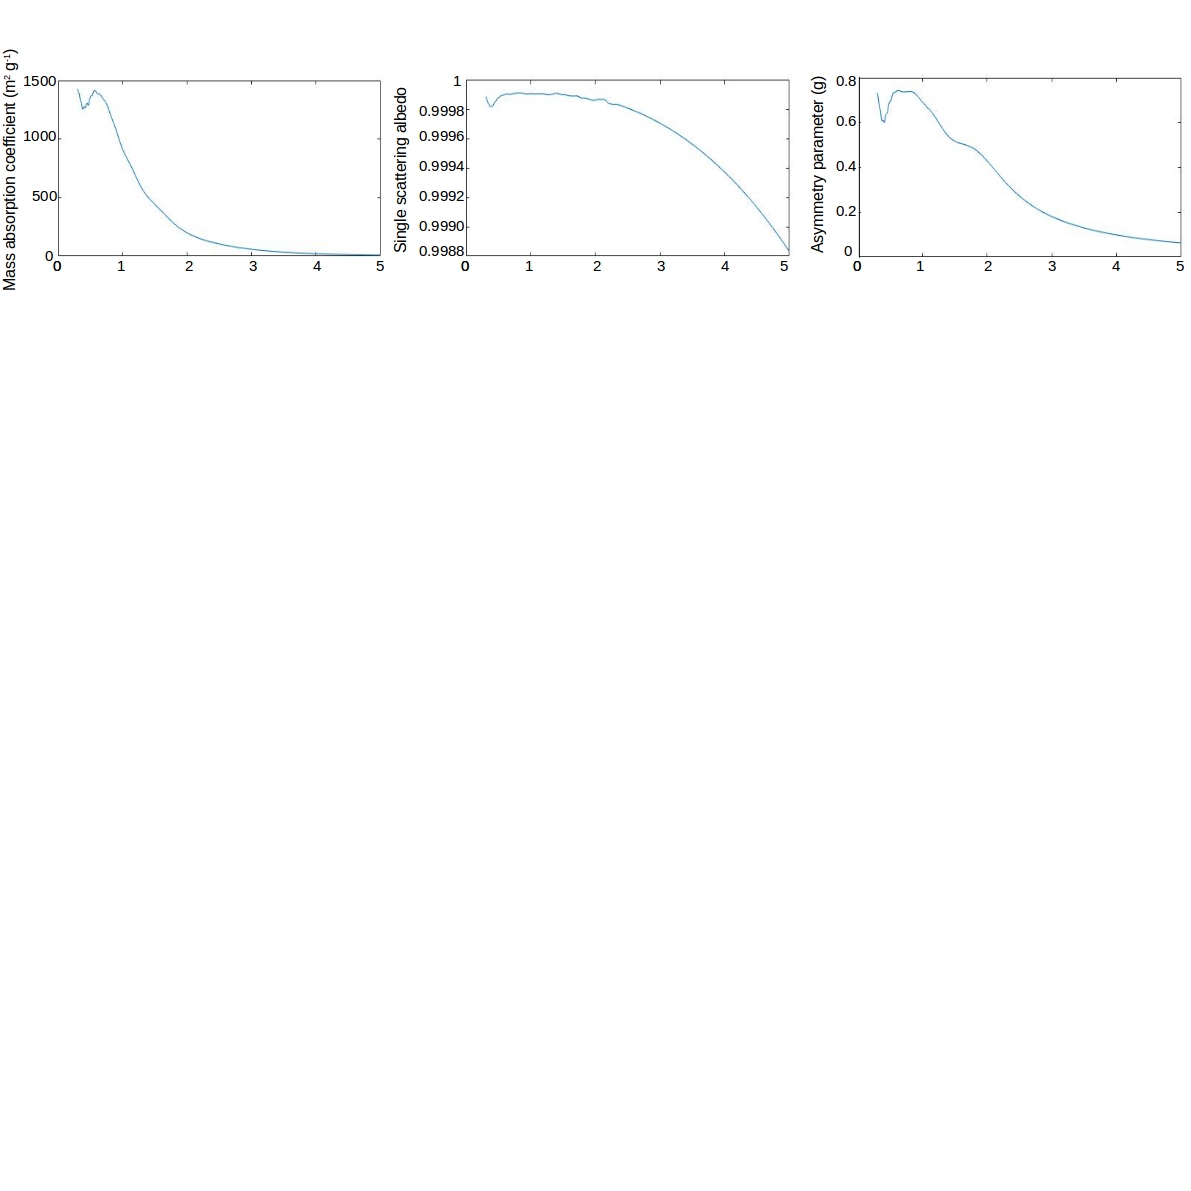 Mass absorption coefficient (m² g⁻¹)
1500
1000
500
0
0 1 2 3 4 5
Single scattering albedo
1
0.9998
0.9996
0.9994
0.9992
0.9990
0.9988
0 1 2 3 4 5
Asymmetry parameter (g)
0.8
0.6
0.4
0.2
0
0 1 2 3 4 5